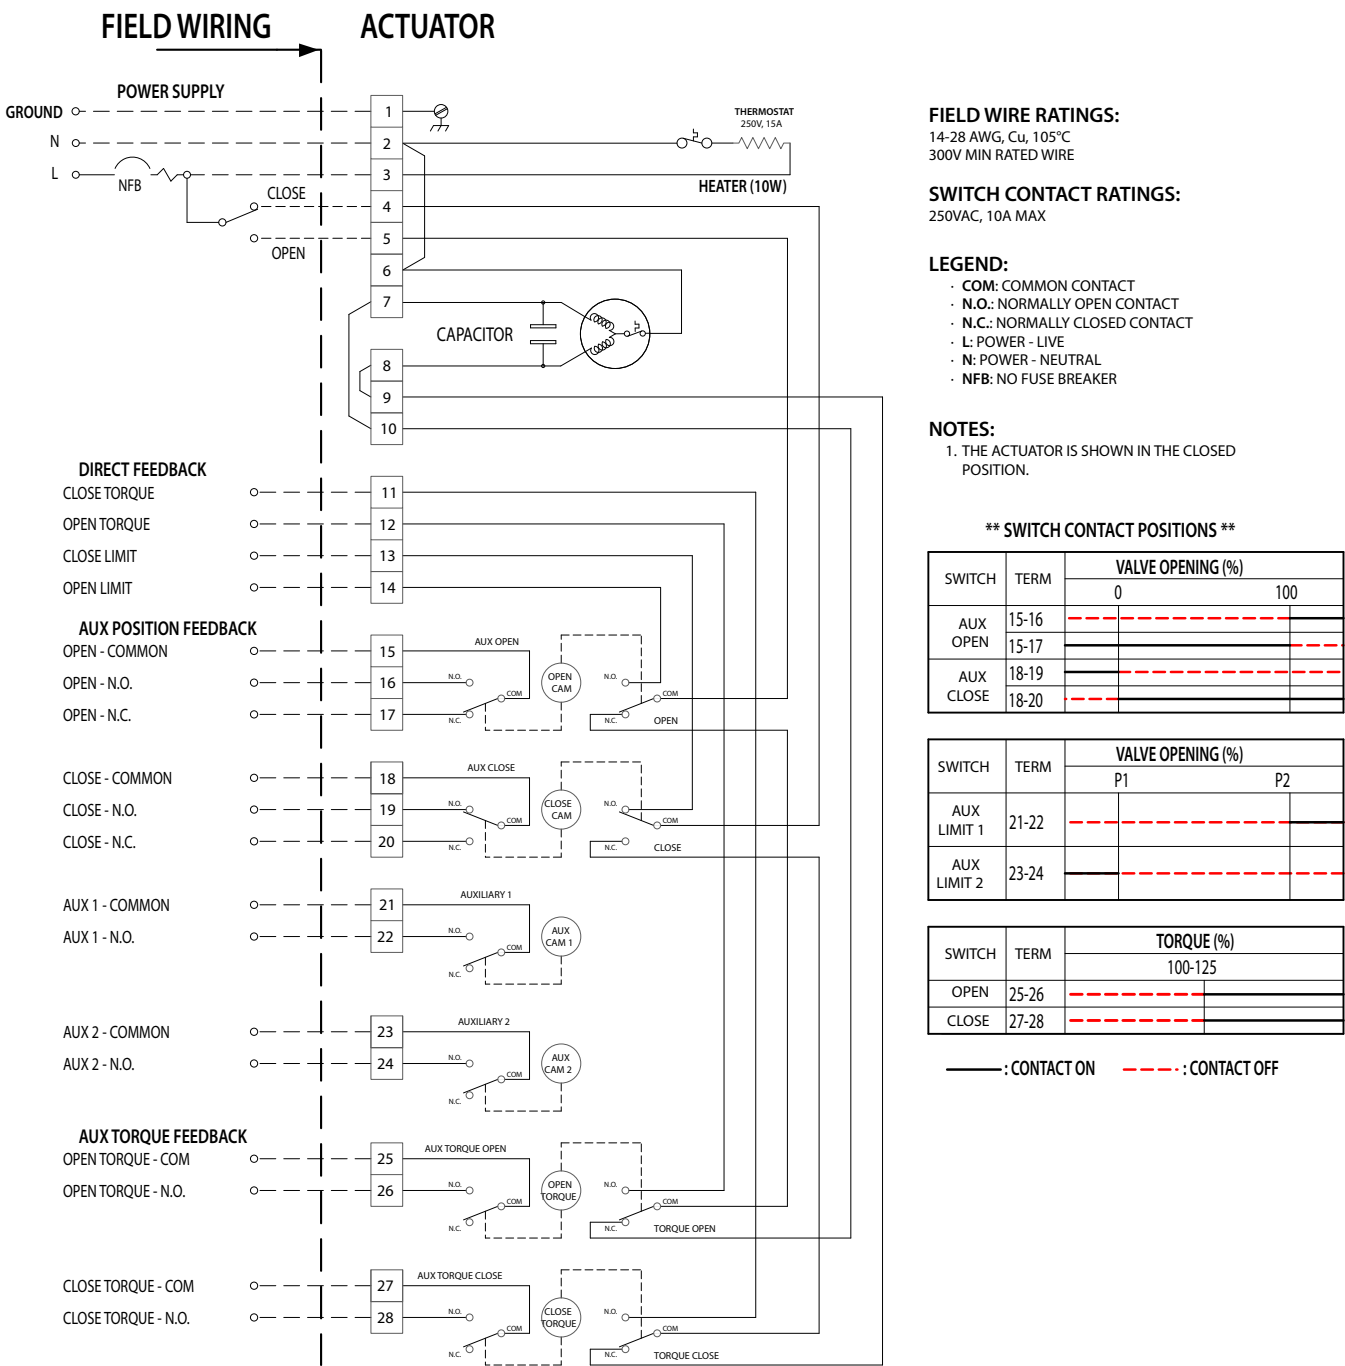 FIELD WIRING
ACTUATOR
POWER SUPPLY
GROUND
1
N
2
L
NFB
3
CLOSE
4
5
OPEN
6
7
THERMOSTAT
250V, 15A
HEATER (10W)
CAPACITOR
8
9
10
DIRECT FEEDBACK
CLOSE TORQUE
11
OPEN TORQUE
12
CLOSE LIMIT
13
OPEN LIMIT
14
AUX POSITION FEEDBACK
OPEN - COMMON
15
AUX OPEN
OPEN - N.O.
16
N.O.
COM
OPEN
CAM
N.O.
COM
OPEN - N.C.
17
N.C.
N.C.
OPEN
CLOSE - COMMON
18
AUX CLOSE
CLOSE - N.O.
19
N.O.
COM
CLOSE
CAM
N.O.
COM
CLOSE - N.C.
20
N.C.
N.C.
CLOSE
AUX 1 - COMMON
21
AUXILIARY 1
AUX 1 - N.O.
22
N.O.
COM
N.C.
AUX
CAM 1
AUX 2 - COMMON
23
AUXILIARY 2
AUX 2 - N.O.
24
N.O.
COM
N.C.
AUX
CAM 2
AUX TORQUE FEEDBACK
OPEN TORQUE - COM
25
AUX TORQUE OPEN
OPEN TORQUE - N.O.
26
N.O.
COM
N.C.
OPEN
TORQUE
N.O.
COM
N.C.
TORQUE OPEN
CLOSE TORQUE - COM
27
AUX TORQUE CLOSE
CLOSE TORQUE - N.O.
28
N.O.
COM
N.C.
CLOSE
TORQUE
N.O.
COM
N.C.
TORQUE CLOSE
FIELD WIRE RATINGS:
14-28 AWG, Cu, 105°C
300V MIN RATED WIRE
SWITCH CONTACT RATINGS:
250VAC, 10A MAX
LEGEND:
· COM: COMMON CONTACT
· N.O.: NORMALLY OPEN CONTACT
· N.C.: NORMALLY CLOSED CONTACT
· L: POWER - LIVE
· N: POWER - NEUTRAL
· NFB: NO FUSE BREAKER
NOTES:
1. THE ACTUATOR IS SHOWN IN THE CLOSED
POSITION.
** SWITCH CONTACT POSITIONS **
SWITCH TERM VALVE OPENING (%)
0 100
AUX
OPEN
15-16
15-17
AUX
CLOSE
18-19
18-20
SWITCH TERM VALVE OPENING (%)
P1 P2
AUX
LIMIT 1
21-22
AUX
LIMIT 2
23-24
SWITCH TERM TORQUE (%)
100-125
OPEN 25-26
CLOSE 27-28
: CONTACT ON : CONTACT OFF